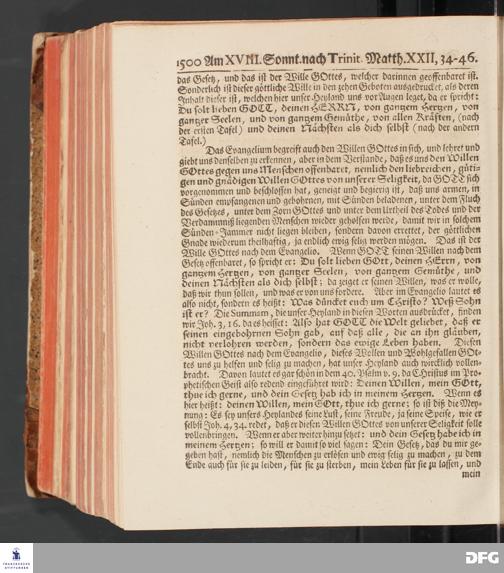 1500 Am XVIII. Sonnt. nach Trinit. Matth. XXII, 34-46.
das Gesetz, und das ist der Wille GOttes, welcher darinnen geoffenbaret ist.
Sonderlich ist dieser göttliche Wille in den zehen Geboten ausgedrucket, als deren
Inhalt dieser ist, welchen hier unser Heyland uns vor Augen leget, da er spricht:
Du solt lieben GOTT, deinen HERRN, von gantzem Hertzen, von
gantzer Seelen, und von gantzem Gemüthe, von allen Kräften, (nach
der ersten Tafel) und deinen Nächsten als dich selbst (nach der andern
Tafel.)
Das Evangelium begreift auch den Willen GOttes in sich, und lehret und
giebt uns denselben zu erkennen, aber in dem Verstande, daß es uns den Willen
GOttes gegen uns Menschen offenbaret, nemlich den liebreichen, güti-
gen und gnädigen Willen GOttes von unserer Seligkeit, da GOTT sich
vorgenommen und beschlossen hat, geneigt und begierig ist, daß uns armen, in
Sünden empfangenen und gebohrnen, mit Sünden beladenen, unter dem Fluch
des Gesetzes, unter dem Zorn GOttes und unter dem Urtheil des Todes und der
Verdammniß liegenden Menschen wieder geholfen werde, damit wir in solchem
Sünden-Jammer nicht liegen bleiben, sondern davon errettet, der göttlichen
Gnade wiederum theilhaftig, ja endlich ewig selig werden mögen. Das ist der
Wille GOttes nach dem Evangelio. Wenn GOTT seinen Willen nach dem
Gesetz offenbaret, so spricht er: Du solt lieben GOtt, deinen HErrn, von
gantzem Hertzen, von gantzer Seelen, von gantzem Gemüthe, und
deinen Nächsten als dich selbst: da zeiget er seinen Willen, was er wolle,
daß wir thun sollen, und was er von uns fordere. Aber im Evangelio lautet es
also nicht, sondern es heißt: Was düncket euch um Christo? Weß Sohn
ist er? Die Summam, die unser Heyland in diesen Worten ausdrücket, finden
wir Joh. 3, 16. da es heisset: Also hat GOTT die Welt geliebet, daß er
seinen eingebohrnen Sohn gab, auf daß alle, die an ihn gläuben,
nicht verlohren werden, sondern das ewige Leben haben. Diesen
Willen GOttes nach dem Evangelio, dieses Wollen und Wohlgefallen GOt-
tes uns zu helfen und selig zu machen, hat unser Heyland auch wircklich vollen-
bracht. Davon lautet es gar schön in dem 40. Psalm v. 9. da Christus im Pro-
phetischen Geist also redend eingeführet wird: Deinen Willen, mein GOtt,
thue ich gerne, und dein Gesetz hab ich in meinem Hertzen. Wenn es
hier heißt: deinen Willen, mein GOtt, thue ich gerne: so ist diß die Mey-
nung: Es sey unsers Heylandes seine Lust, seine Freude, ja seine Speise, wie er
selbst Joh. 4, 34. redet, daß er diesen Willen GOttes von unserer Seligkeit solle
vollenbringen. Wenn er aber weiter hinzu setzet: und dein Gesetz habe ich in
meinem Hertzen: so will er damit so viel sagen: Dein Gesetz, das du mir ge-
geben hast, nemlich die Menschen zu erlösen und ewig selig zu machen, zu dem
Ende auch für sie zu leiden, für sie zu sterben, mein Leben für sie zu lassen, und
mein
FRANCKESCHE
STIFTUNGEN
DFG